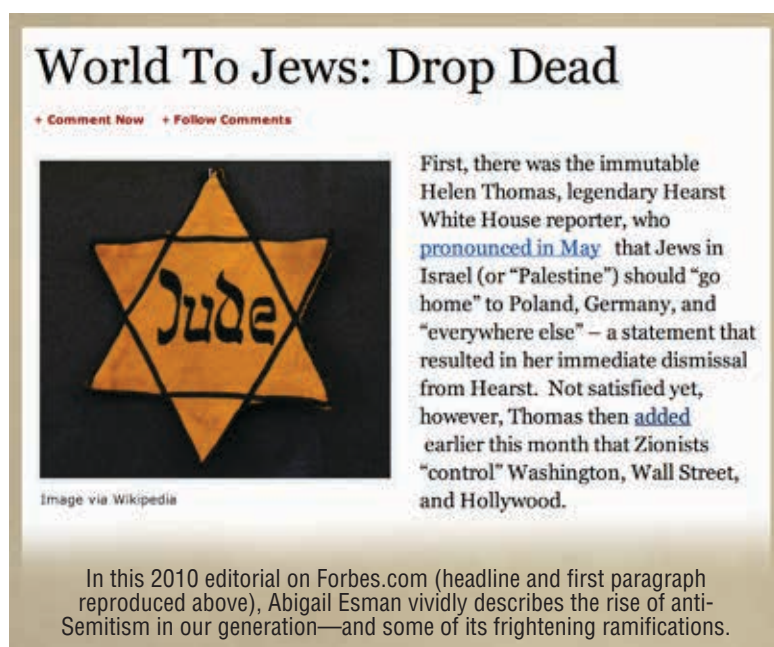 World To Jews: Drop Dead
+ Comment Now + Follow Comments
Jude
Image via Wikipedia
First, there was the immutable
Helen Thomas, legendary Hearst
White House reporter, who
pronounced in May that Jews in
Israel (or “Palestine”) should “go
home” to Poland, Germany, and
“everywhere else” – a statement that
resulted in her immediate dismissal
from Hearst. Not satisfied yet,
however, Thomas then added
earlier this month that Zionists
“control” Washington, Wall Street,
and Hollywood.
In this 2010 editorial on Forbes.com (headline and first paragraph
reproduced above), Abigail Esman vividly describes the rise of anti-
Semitism in our generation—and some of its frightening ramifications.